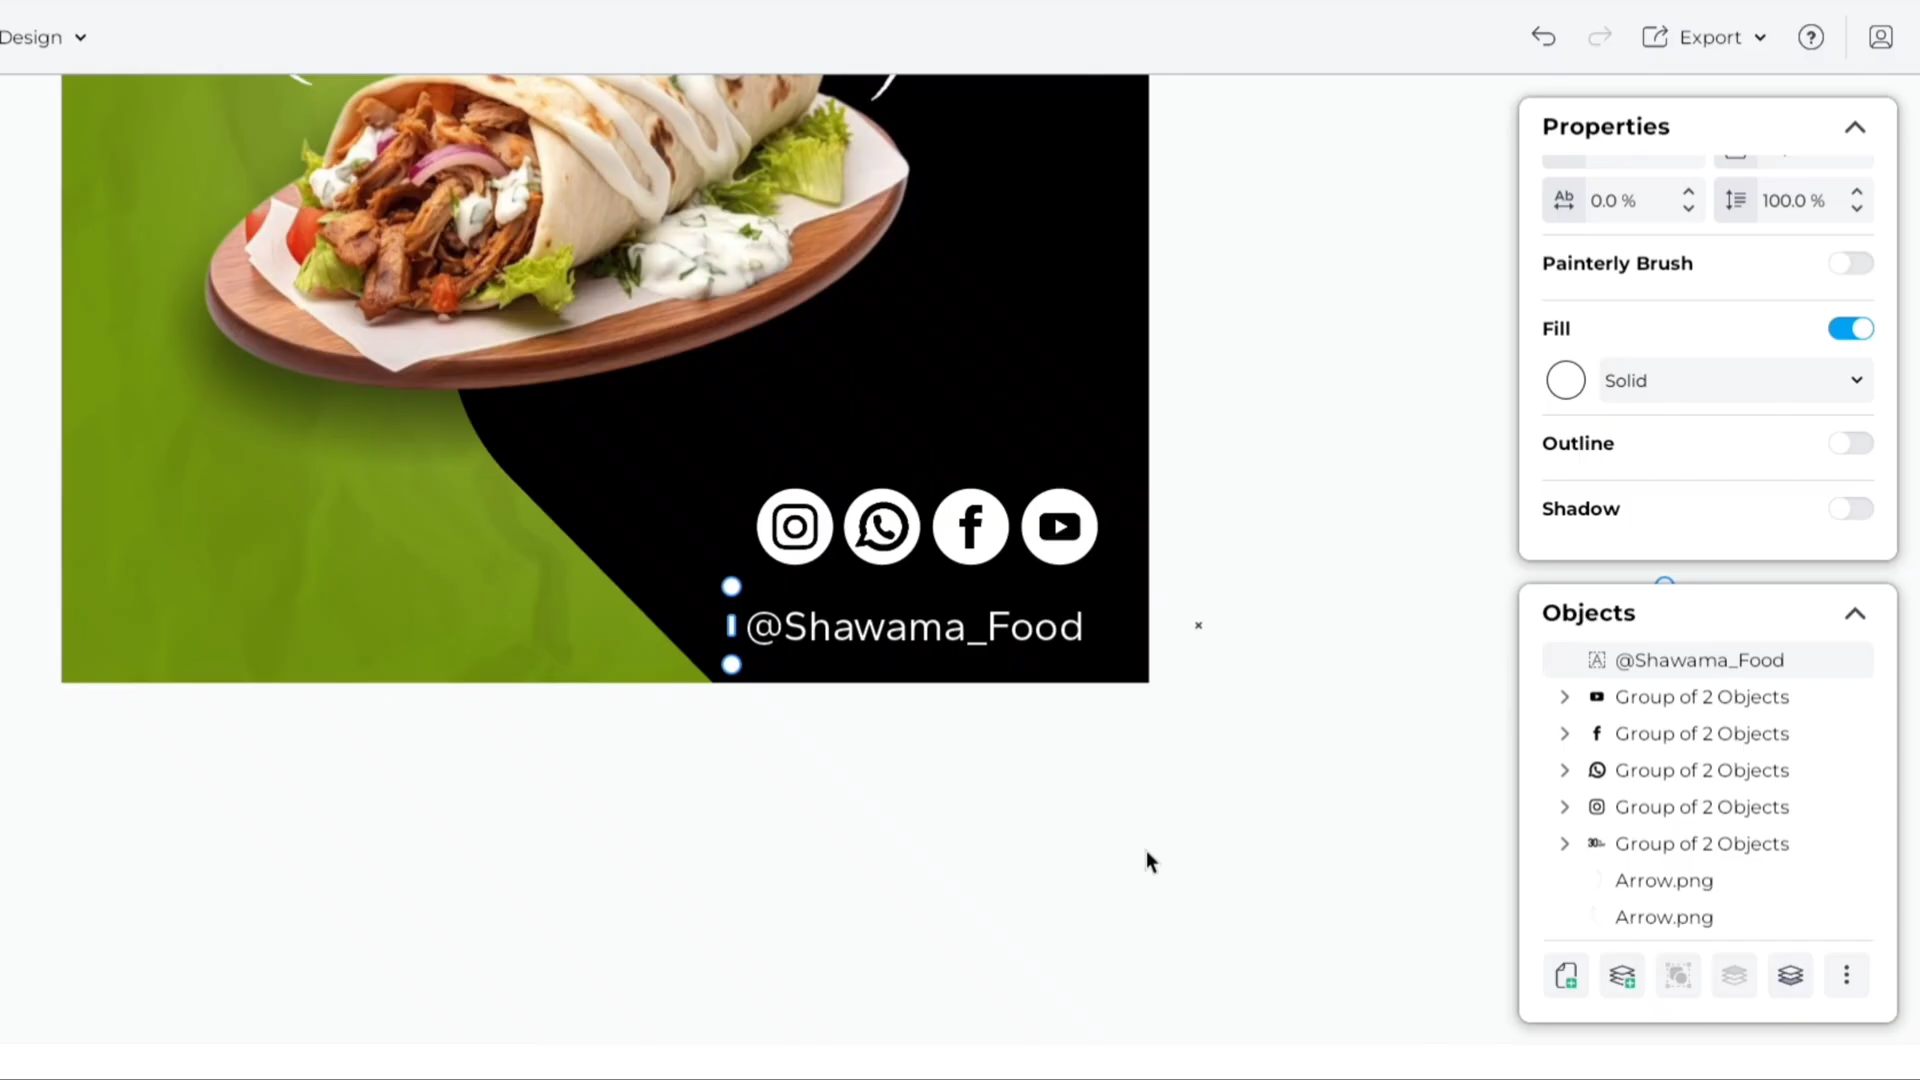 Design
Export
?
Properties
Ab
0.0 %
100.0 %
Painterly Brush
Fill
Solid
Outline
Shadow
@Shawama_Food
Objects
@Shawama_Food
Group of 2 Objects
Group of 2 Objects
Group of 2 Objects
Group of 2 Objects
Group of 2 Objects
Arrow.png
Arrow.png